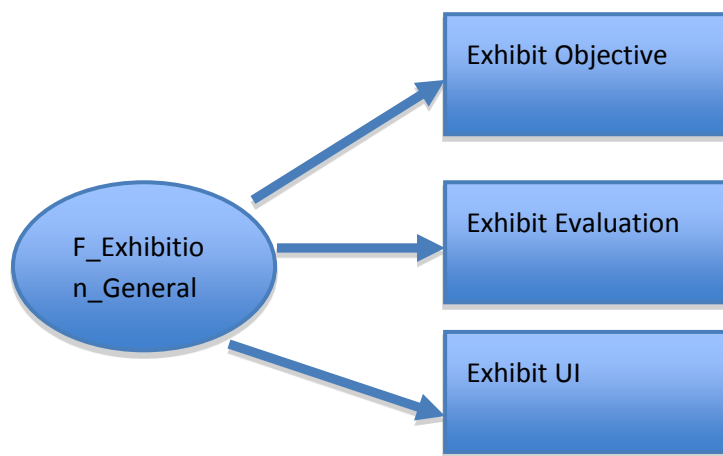 Exhibit Objective
Exhibit Evaluation
F_Exhibitio
n_General
Exhibit UI